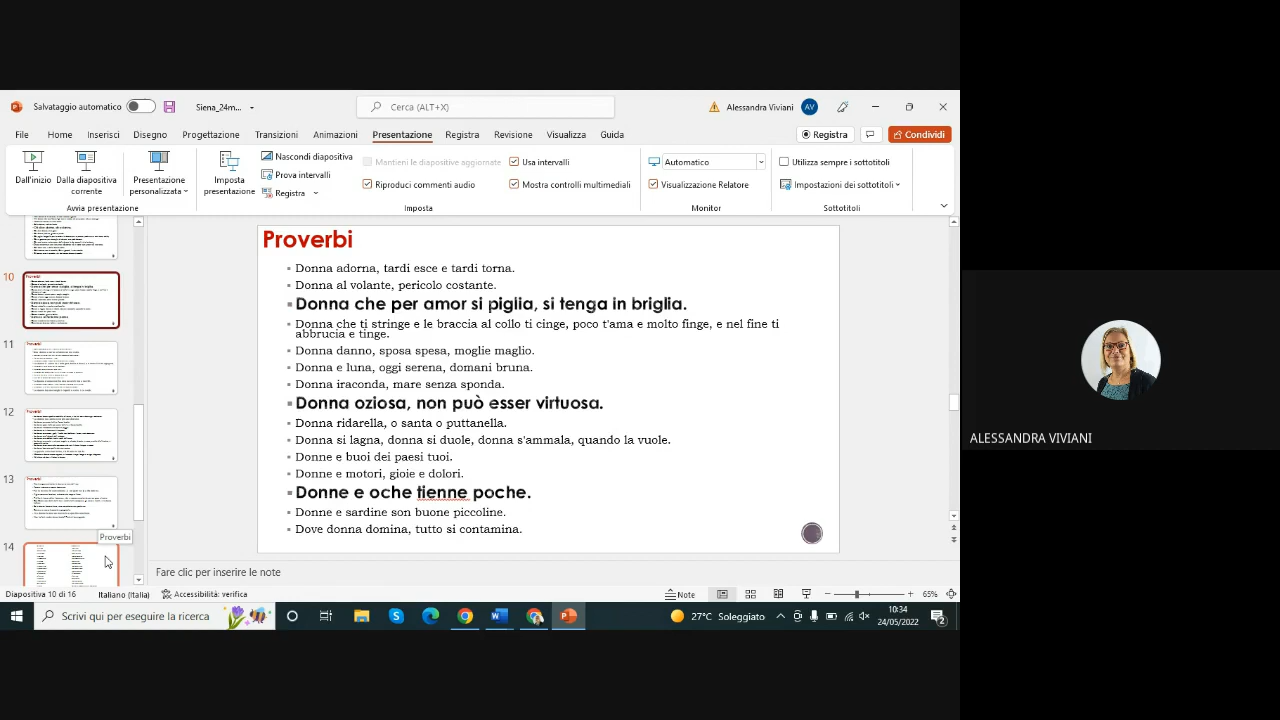 Salvataggio automatico
Siena_24m...
Cerca (ALT+X)
Alessandra Viviani
AV
File Home Inserisci Disegno Progettazione Transizioni Animazioni Presentazione Registra Revisione Visualizza Guida
Registra
Condividi
Dall'inizio
Dalla diapositiva
corrente
Presentazione
personalizzata
Avvia presentazione
Imposta
presentazione
Nascondi diapositiva
Prova intervalli
Registra
Mantieni le diapositive aggiornate
Riproduci commenti audio
Usa intervalli
Mostra controlli multimediali
Imposta
Automatico
Visualizzazione Relatore
Monitor
Utilizza sempre i sottotitoli
Impostazioni dei sottotitoli
Sottotitoli
10
11
12
13
14
Proverbi
Proverbi
Donna adorna, tardi esce e tardi torna.
Donna al volante, pericolo costante.
Donna che per amor si piglia, si tenga in briglia.
Donna che ti stringe e le braccia al collo ti cinge, poco t'ama e molto finge, e nel fine ti
abbrucia e tinge.
Donna danno, sposa spesa, moglie maglio.
Donna e luna, oggi serena, domani bruna.
Donna iraconda, mare senza sponda.
Donna oziosa, non può esser virtuosa.
Donna ridarella, o santa o puttanella.
Donna si lagna, donna si duole, donna s'ammala, quando la vuole.
Donne e buoi dei paesi tuoi.
Donne e motori, gioie e dolori.
Donne e oche tienne poche.
Donne e sardine son buone piccoline.
Dove donna domina, tutto si contamina.
Fare clic per inserire le note
Diapositiva 10 di 16
Italiano (Italia)
Accessibilità: verifica
Note
65%
Scrivi qui per eseguire la ricerca
27°C Soleggiato
10:34
24/05/2022
2
ALESSANDRA VIVIANI